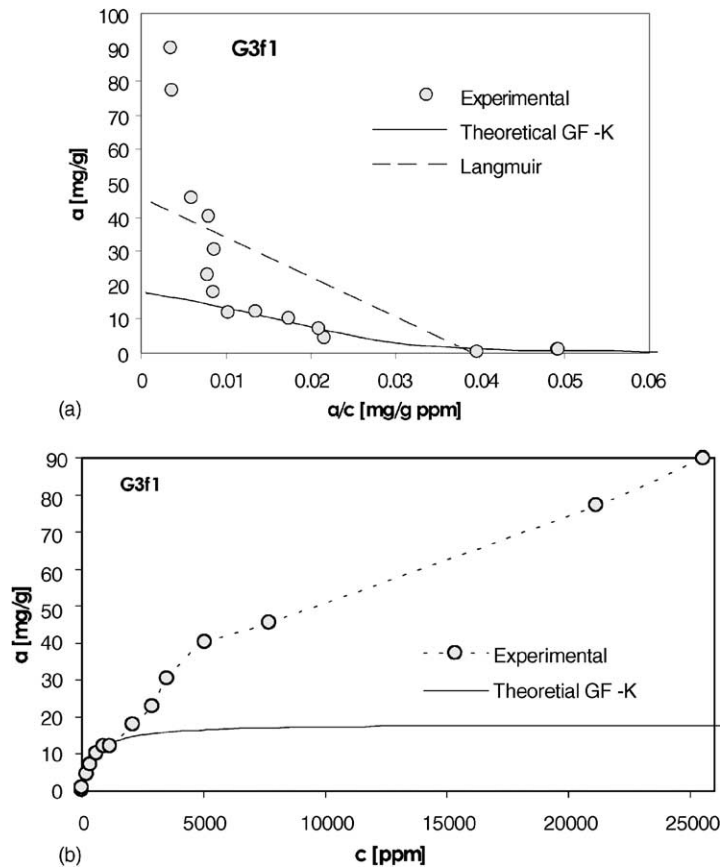 G3f1
100
90
80
70
60
50
40
30
20
10
0
a [mg/g]
Experimental
Theoretical GF -K
Langmuir
0 0.01 0.02 0.03 0.04 0.05 0.06
a/c [mg/g ppm]
(a)
G3f1
90
80
70
60
50
40
30
20
10
0
a [mg/g]
Experimental
Theoretial GF -K
0 5000 10000 15000 20000 25000
c [ppm]
(b)